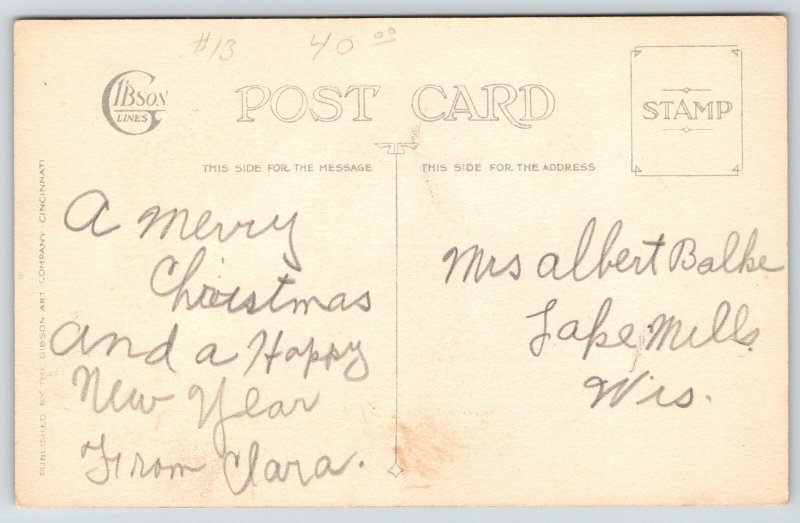 #13 40 00
GIBSON
LINES
POST CARD
STAMP
THIS SIDE FOR THE MESSAGE
THIS SIDE FOR THE ADDRESS
PUBLISHED BY THE GIBSON ART COMPANY, CINCINNATI
A Merry
Christmas
and a Happy
New Year
From Clara.
Mrs Albert Balke
Lake Mills
Wis.